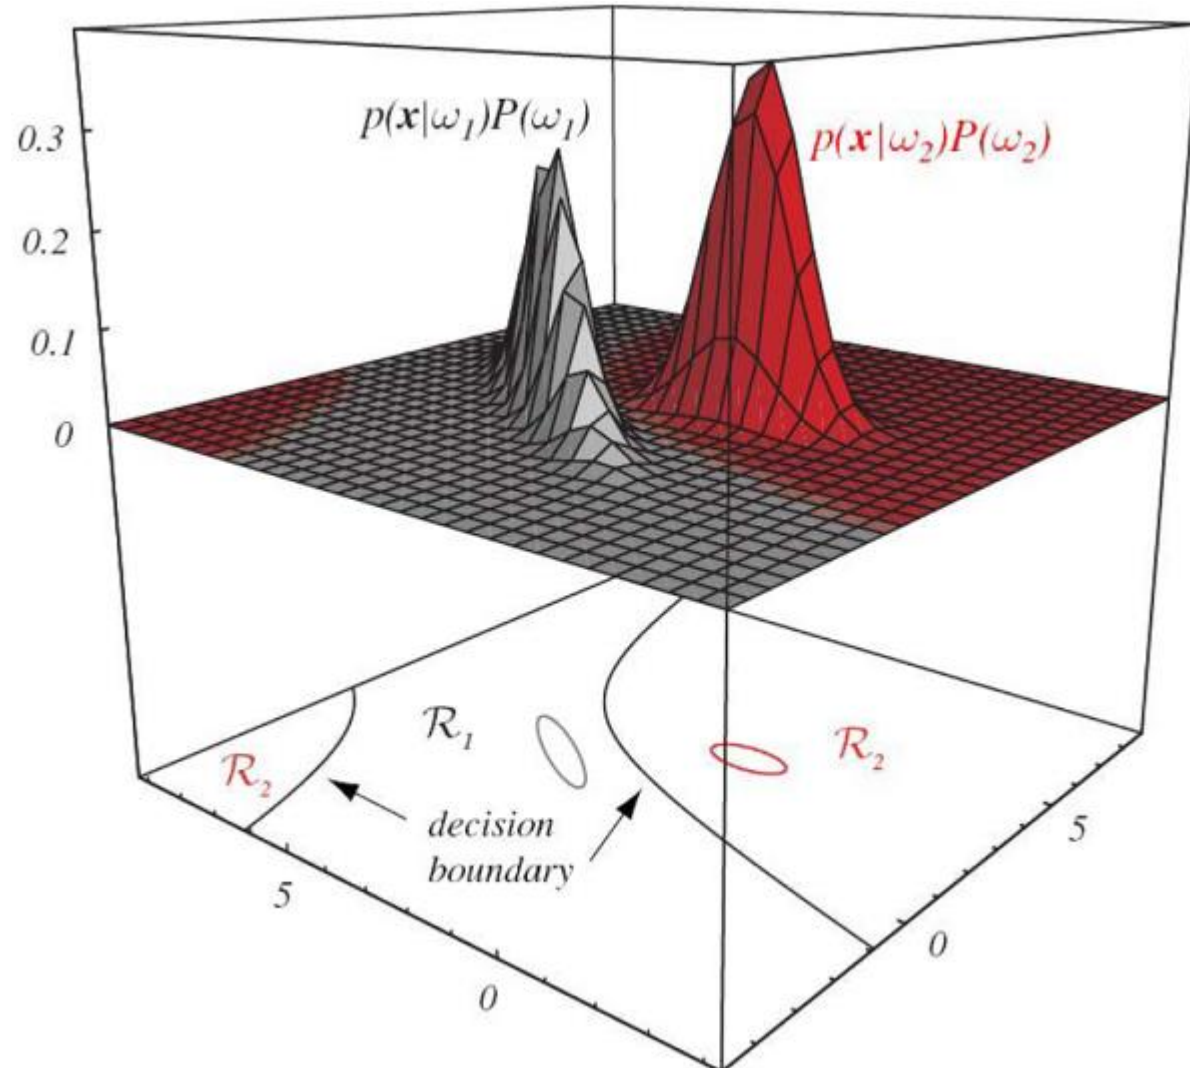 p(x|ω₁)P(ω₁)
p(x|ω₂)P(ω₂)
0.3
0.2
0.1
0
R₁
R₂
R₂
decision
boundary
5
0
5
0